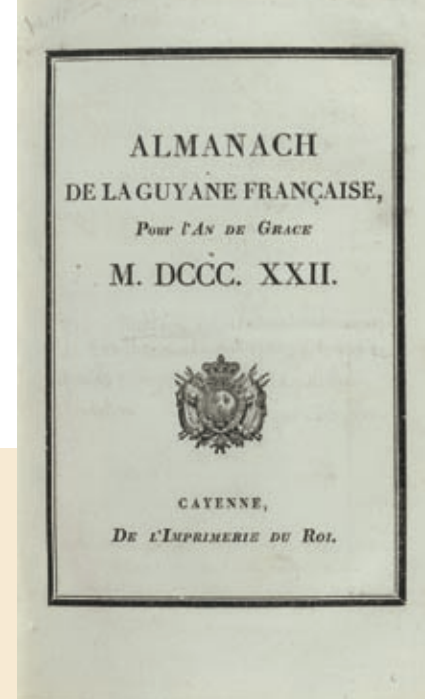 ALMANACH
DE LA GUYANE FRANÇAISE,
Pour l'An de Grace
M. DCCC. XXII.
CAYENNE,
De l'Imprimerie du Roi.